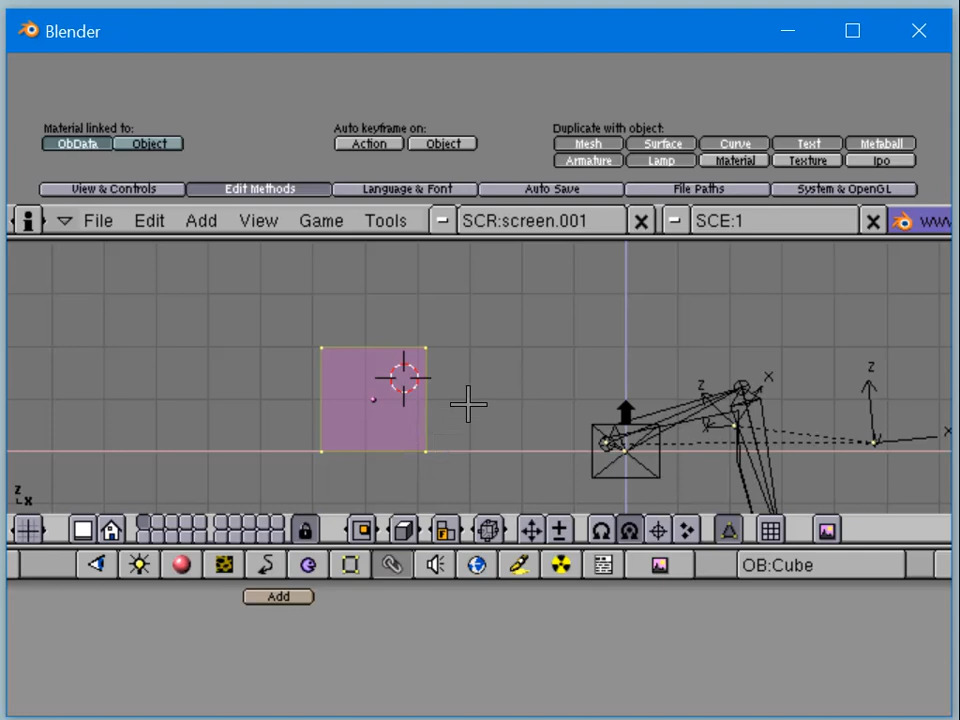 Blender
Material linked to: Auto keyframe on: Duplicate with object:
ObData Object Action Object Mesh Surface Curve Text Metaball
Armature Lamp Material Texture Ipo
View & Controls Edit Methods Language & Font Auto Save File Paths System & OpenGL
File Edit Add View Game Tools SCR:screen.001 SCE:1 www
Z X Z
Y X
Z
X
OB:Cube
Add